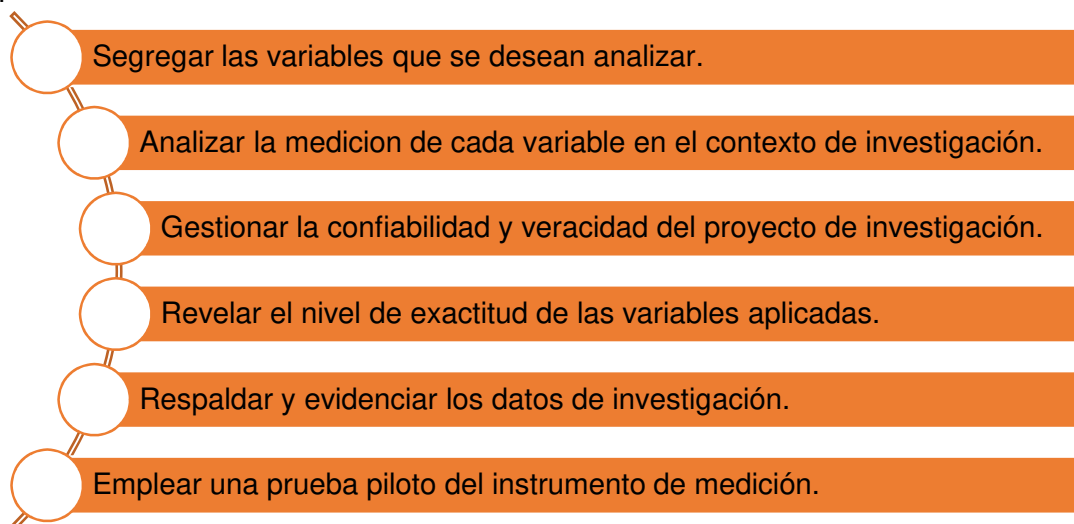 Segregar las variables que se desean analizar.
Analizar la medicion de cada variable en el contexto de investigación.
Gestionar la confiabilidad y veracidad del proyecto de investigación.
Revelar el nivel de exactitud de las variables aplicadas.
Respaldar y evidenciar los datos de investigación.
Emplear una prueba piloto del instrumento de medición.